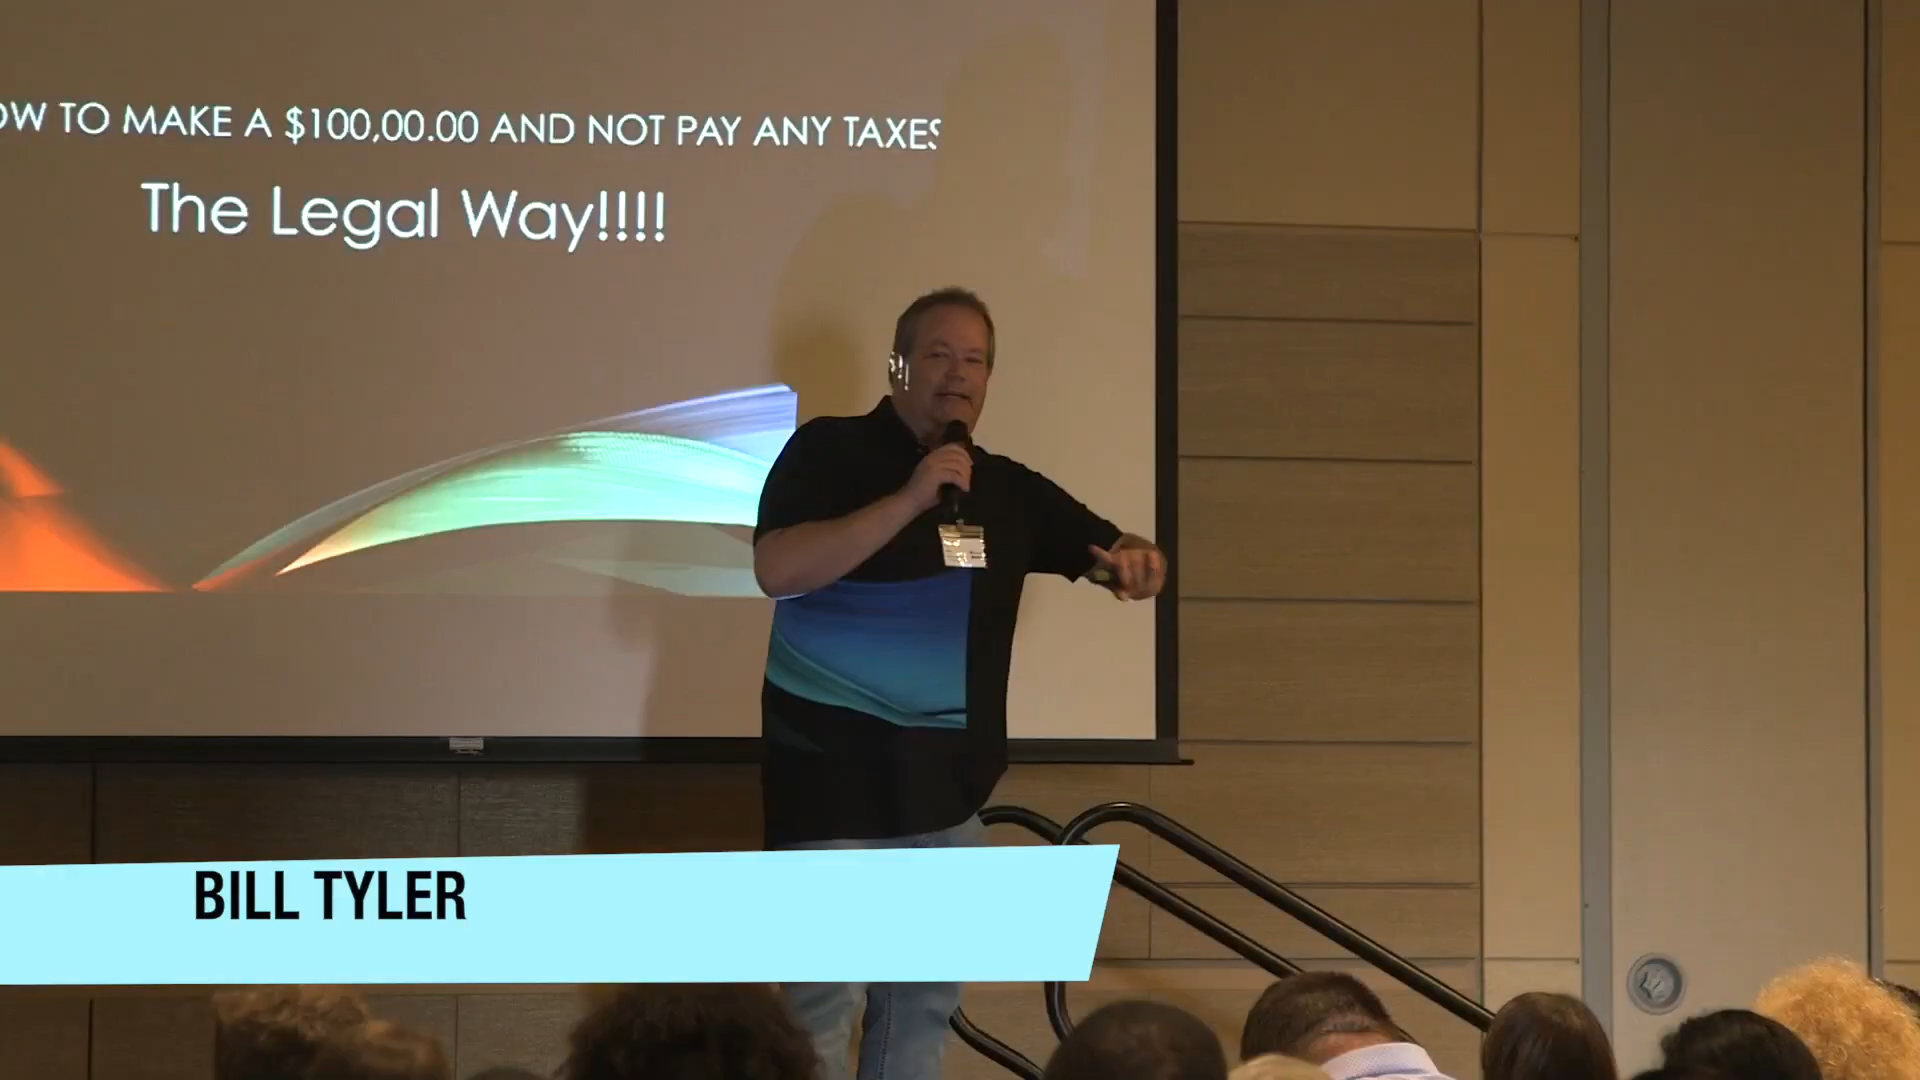 OW TO MAKE A $100,00.00 AND NOT PAY ANY TAXES
The Legal Way!!!!
BILL TYLER